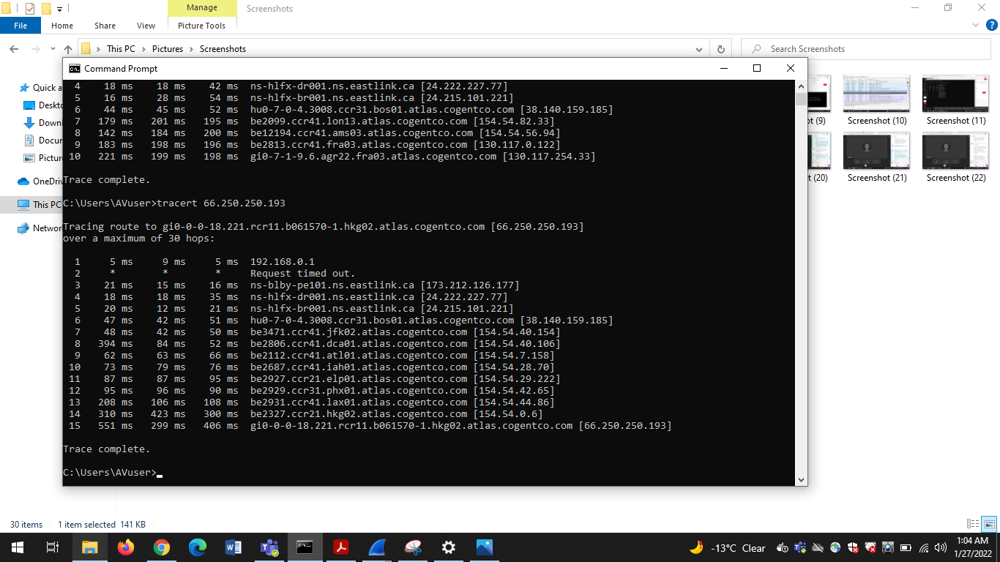 Manage
Screenshots
File
Home
Share
View
Picture Tools
This PC
Pictures
Screenshots
Search Screenshots
Command Prompt
Quick a
Deskto
Down
Docum
Pictur
OneDriv
This PC
Networ
4 18 ms 18 ms 42 ms ns-hlfx-dr001.ns.eastlink.ca [24.222.227.77]
5 16 ms 28 ms 54 ms ns-hlfx-br001.ns.eastlink.ca [24.215.101.221]
6 44 ms 45 ms 52 ms hu0-7-0-4.3008.ccr31.bos01.atlas.cogentco.com [38.140.159.185]
7 179 ms 201 ms 195 ms be2099.ccr41.lon13.atlas.cogentco.com [154.54.82.33]
8 142 ms 184 ms 200 ms be12194.ccr41.ams03.atlas.cogentco.com [154.54.56.94]
9 183 ms 198 ms 196 ms be2813.ccr41.fra03.atlas.cogentco.com [130.117.0.122]
10 221 ms 199 ms 198 ms gi0-7-1-9.6.agr22.fra03.atlas.cogentco.com [130.117.254.33]
Trace complete.
C:\Users\AVuser>tracert 66.250.250.193
Tracing route to gi0-0-0-18.221.rcr11.b061570-1.hkg02.atlas.cogentco.com [66.250.250.193]
over a maximum of 30 hops:
1 5 ms 9 ms 5 ms 192.168.0.1
2 * * * Request timed out.
3 21 ms 15 ms 16 ms ns-blby-pe101.ns.eastlink.ca [173.212.126.177]
4 18 ms 18 ms 35 ms ns-hlfx-dr001.ns.eastlink.ca [24.222.227.77]
5 20 ms 12 ms 21 ms ns-hlfx-br001.ns.eastlink.ca [24.215.101.221]
6 47 ms 42 ms 51 ms hu0-7-0-4.3008.ccr31.bos01.atlas.cogentco.com [38.140.159.185]
7 48 ms 42 ms 50 ms be3471.ccr41.jfk02.atlas.cogentco.com [154.54.40.154]
8 394 ms 84 ms 52 ms be2806.ccr41.dca01.atlas.cogentco.com [154.54.40.106]
9 62 ms 63 ms 66 ms be2112.ccr41.atl01.atlas.cogentco.com [154.54.7.158]
10 73 ms 79 ms 76 ms be2687.ccr41.iah01.atlas.cogentco.com [154.54.28.70]
11 87 ms 87 ms 95 ms be2927.ccr21.elp01.atlas.cogentco.com [154.54.29.222]
12 95 ms 96 ms 90 ms be2929.ccr31.phx01.atlas.cogentco.com [154.54.42.65]
13 208 ms 106 ms 108 ms be2931.ccr41.lax01.atlas.cogentco.com [154.54.44.86]
14 310 ms 423 ms 300 ms be2327.ccr21.hkg02.atlas.cogentco.com [154.54.0.6]
15 551 ms 299 ms 406 ms gi0-0-0-18.221.rcr11.b061570-1.hkg02.atlas.cogentco.com [66.250.250.193]
Trace complete.
C:\Users\AVuser>
ot (9)
Screenshot (10)
Screenshot (11)
t (20)
Screenshot (21)
Screenshot (22)
30 items
1 item selected 141 KB
-13°C Clear
1:04 AM
1/27/2022